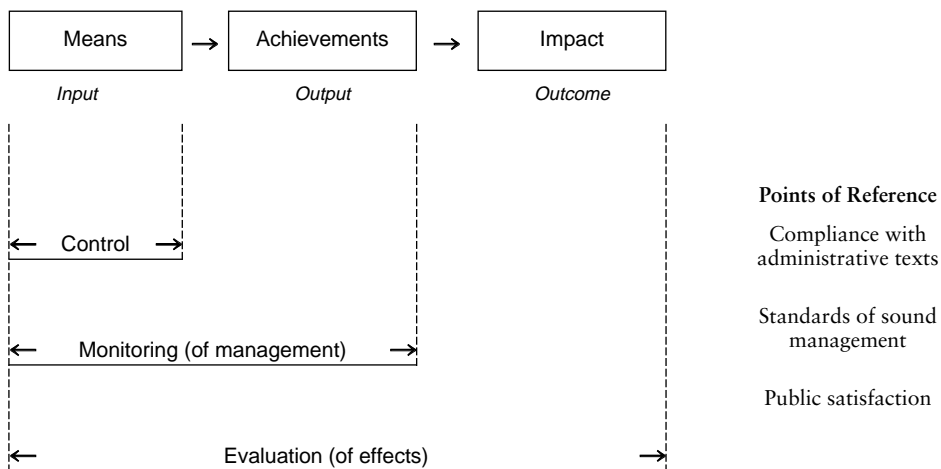 Means
Achievements
Impact
Input
Output
Outcome
Points of Reference
Control
Compliance with
administrative texts
Monitoring (of management)
Standards of sound
management
Public satisfaction
Evaluation (of effects)